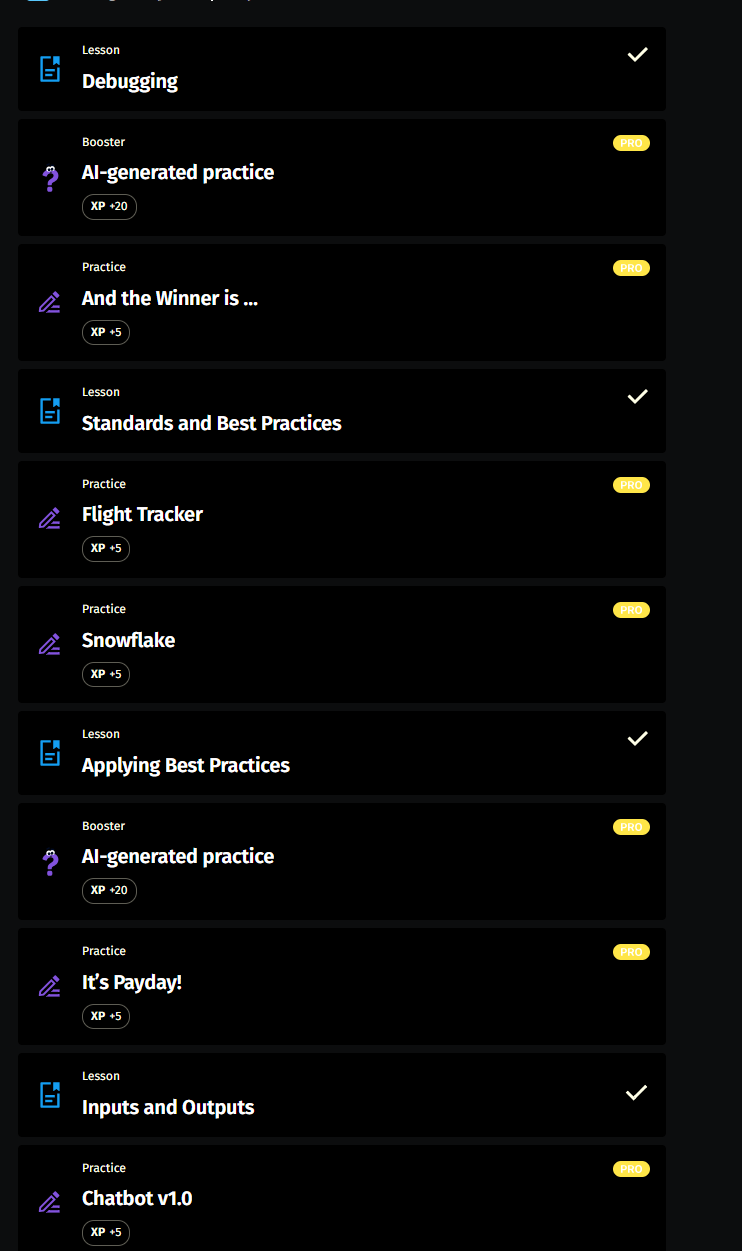 Lesson
Debugging
Booster
PRO
AI-generated practice
XP +20
Practice
PRO
And the Winner is ...
XP +5
Lesson
Standards and Best Practices
Practice
PRO
Flight Tracker
XP +5
Practice
PRO
Snowflake
XP +5
Lesson
Applying Best Practices
Booster
PRO
AI-generated practice
XP +20
Practice
PRO
It’s Payday!
XP +5
Lesson
Inputs and Outputs
Practice
PRO
Chatbot v1.0
XP +5